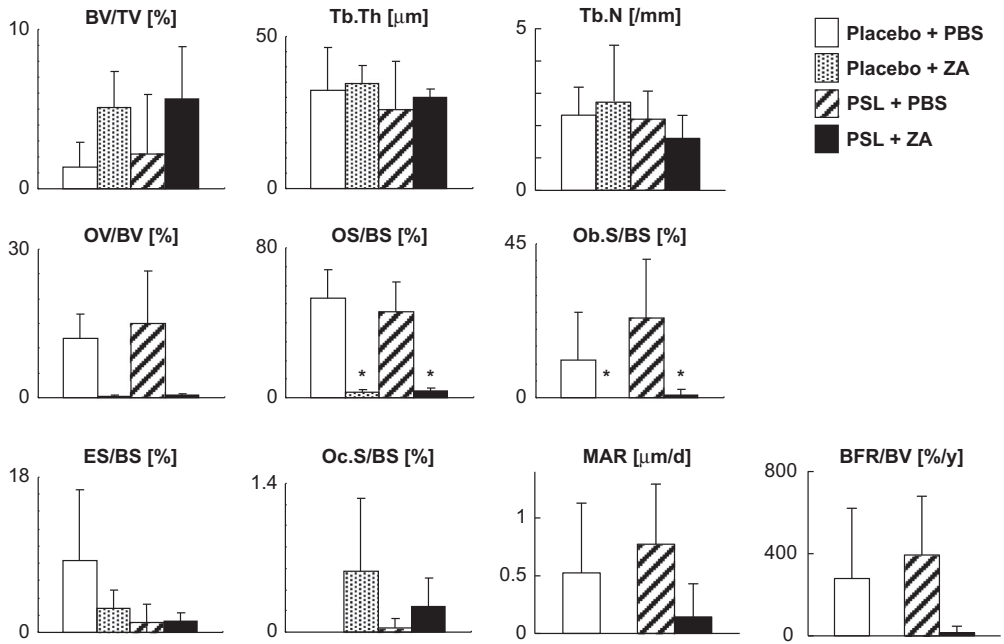 BV/TV [%]
10
0
Tb.Th [μm]
50
0
Tb.N [/mm]
5
0
Placebo + PBS
Placebo + ZA
PSL + PBS
PSL + ZA
OV/BV [%]
30
0
OS/BS [%]
80
0
*
*
Ob.S/BS [%]
45
0
*
*
ES/BS [%]
18
0
Oc.S/BS [%]
1.4
0
MAR [μm/d]
1
0.5
0
BFR/BV [%/y]
800
400
0